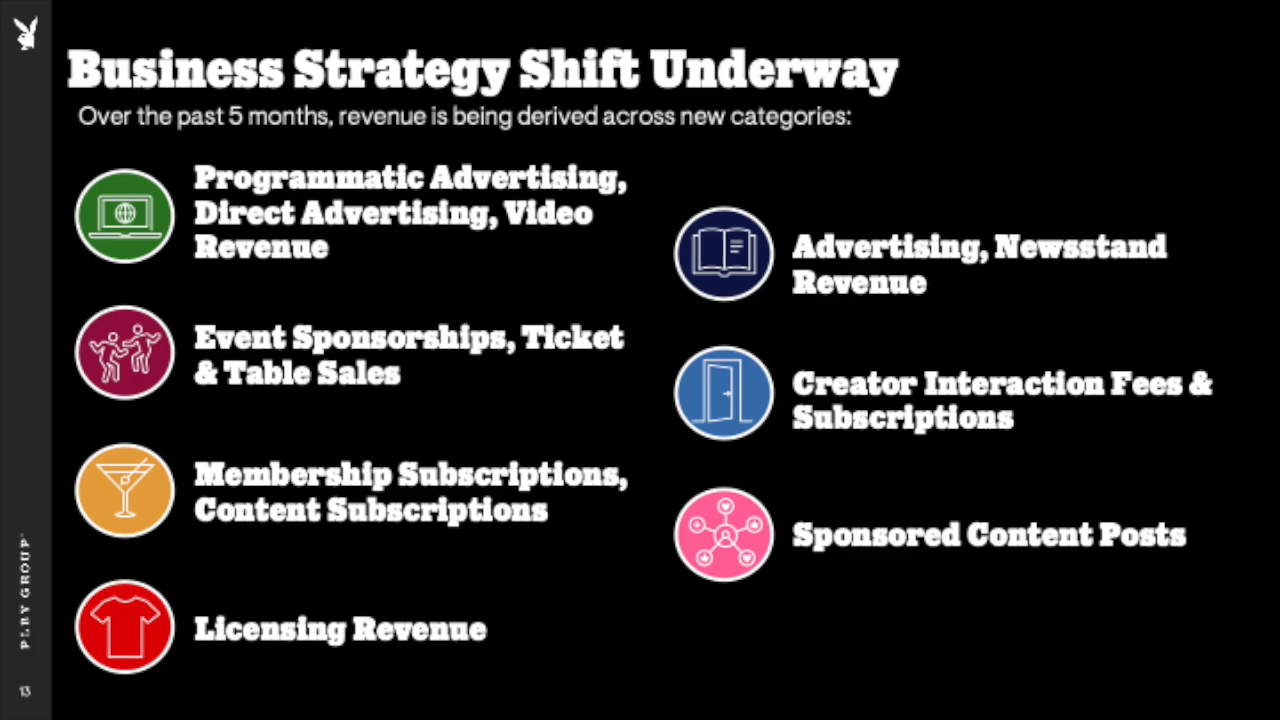 Business Strategy Shift Underway
Over the past 5 months, revenue is being derived across new categories:
Programmatic Advertising,
Direct Advertising, Video
Revenue
Event Sponsorships, Ticket
& Table Sales
Membership Subscriptions,
Content Subscriptions
Licensing Revenue
Advertising, Newsstand
Revenue
Creator Interaction Fees &
Subscriptions
Sponsored Content Posts
PLBY GROUP
13